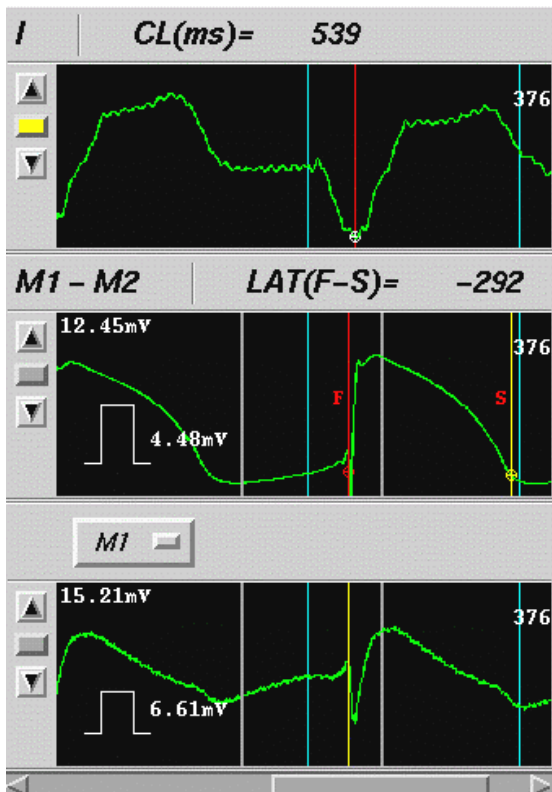 I CL(ms)= 539
376
M1 – M2 LAT(F–S)= –292
12.45mV
376
F S
4.48mV
M1
15.21mV
376
6.61mV